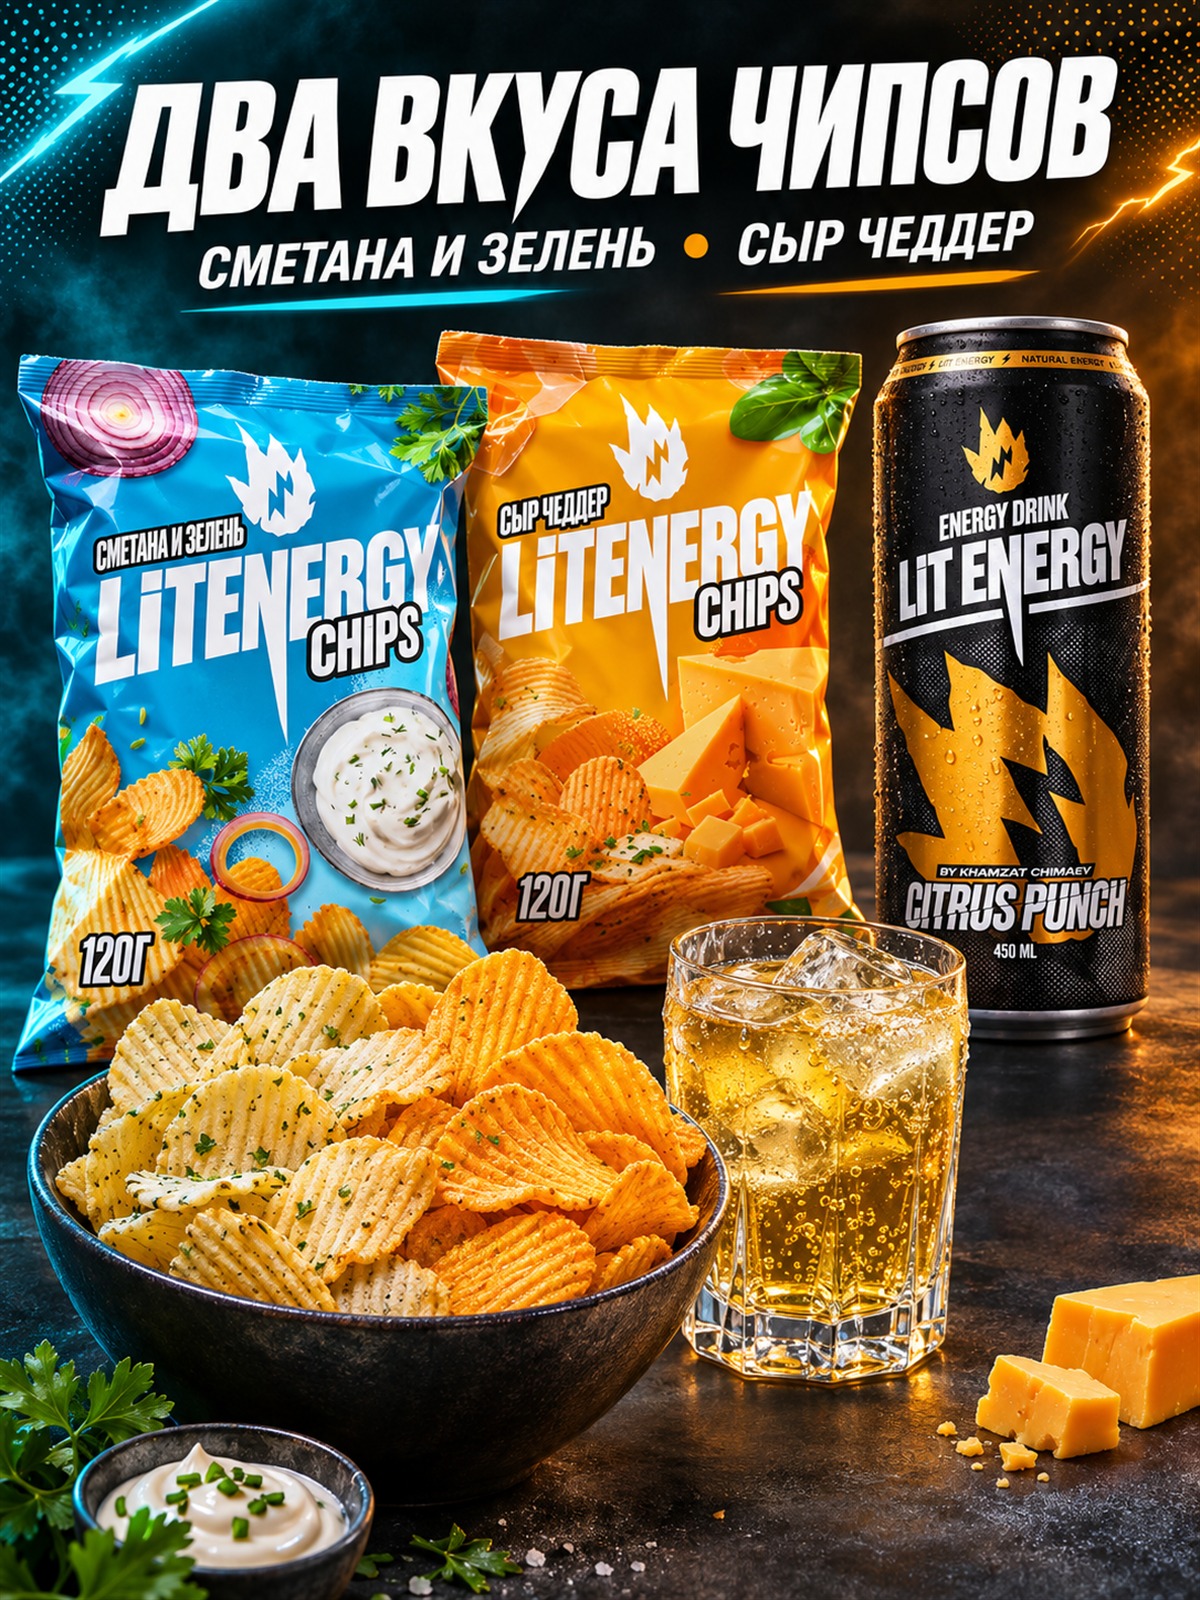 ДВА ВКУСА ЧИПСОВ
СМЕТАНА И ЗЕЛЕНЬ • СЫР ЧЕДДЕР
СМЕТАНА И ЗЕЛЕНЬ
LiTENERGY
CHIPS
120Г
СЫР ЧЕДДЕР
LiTENERGY
CHIPS
120Г
LIT ENERGY ⚡ NATURAL ENERGY
ENERGY DRINK
LiT ENERGY
BY KHAMZAT CHIMAEV
CITRUS PUNCH
450 ML